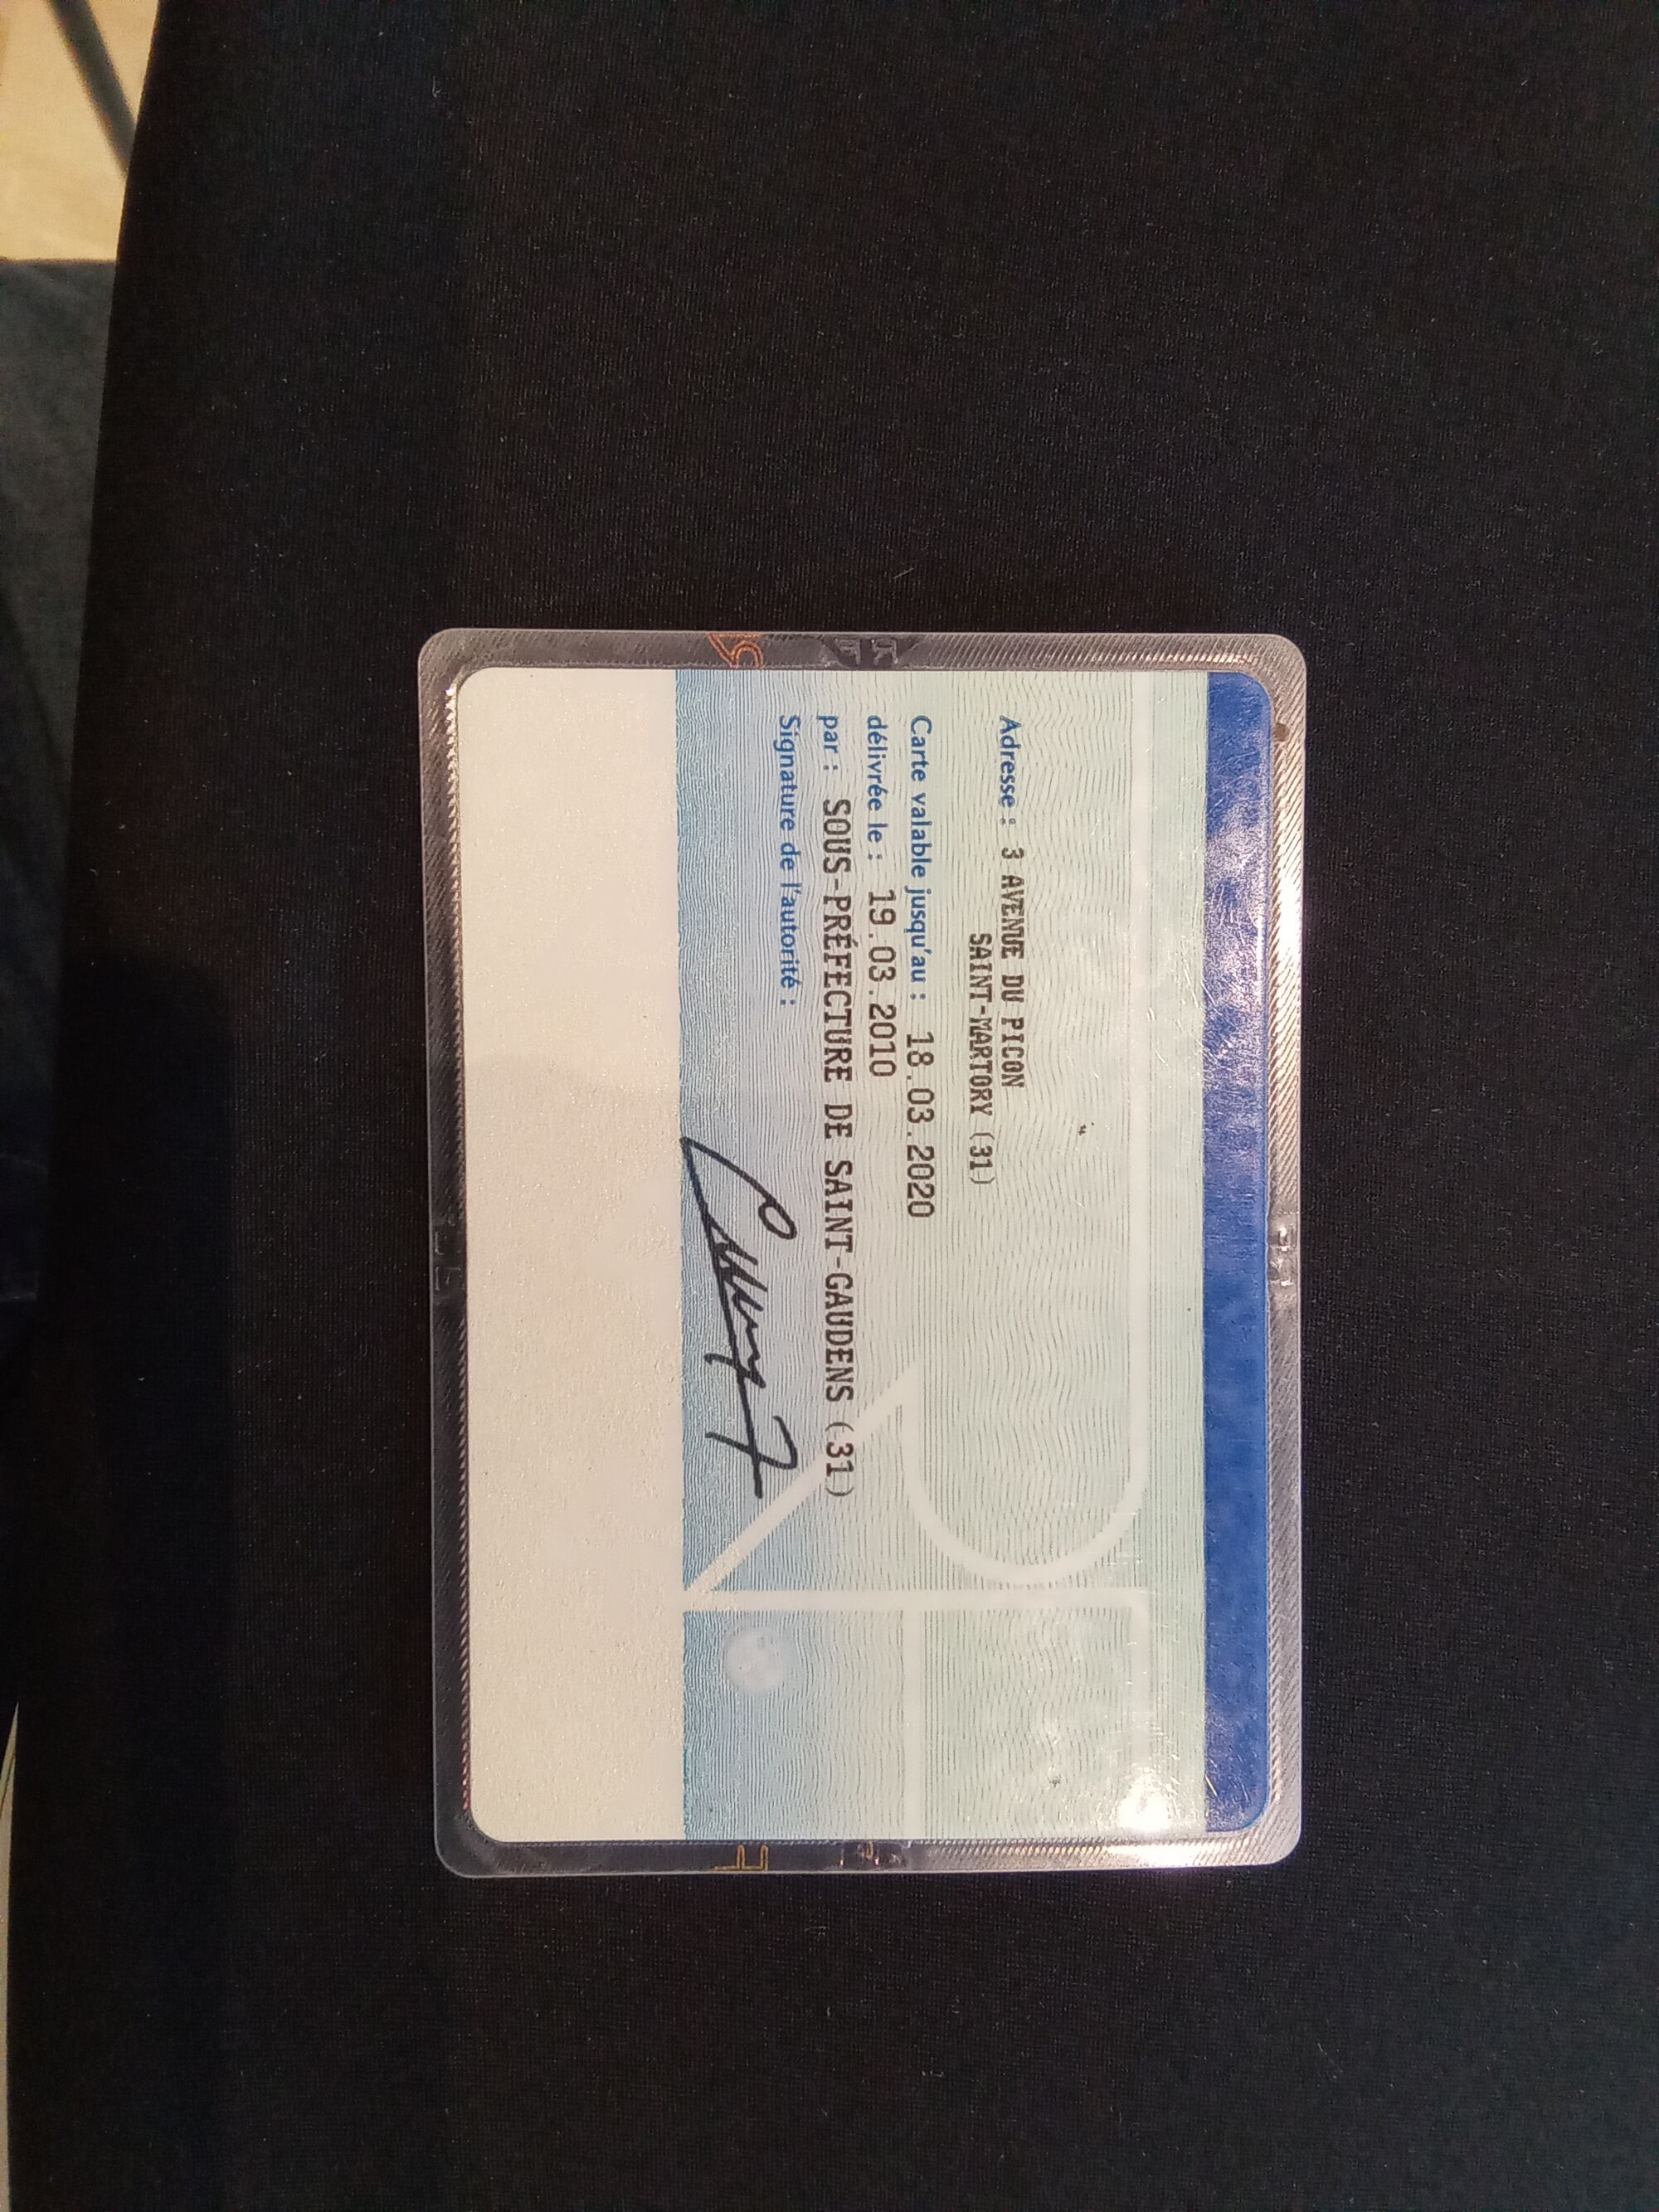 Adresse : 3 AVENUE DU PICON
SAINT-MARTORY (31)
Carte valable jusqu'au : 18.03.2020
délivrée le : 19.03.2010
par : SOUS-PRÉFECTURE DE SAINT-GAUDENS (31)
Signature de l'autorité :
RF